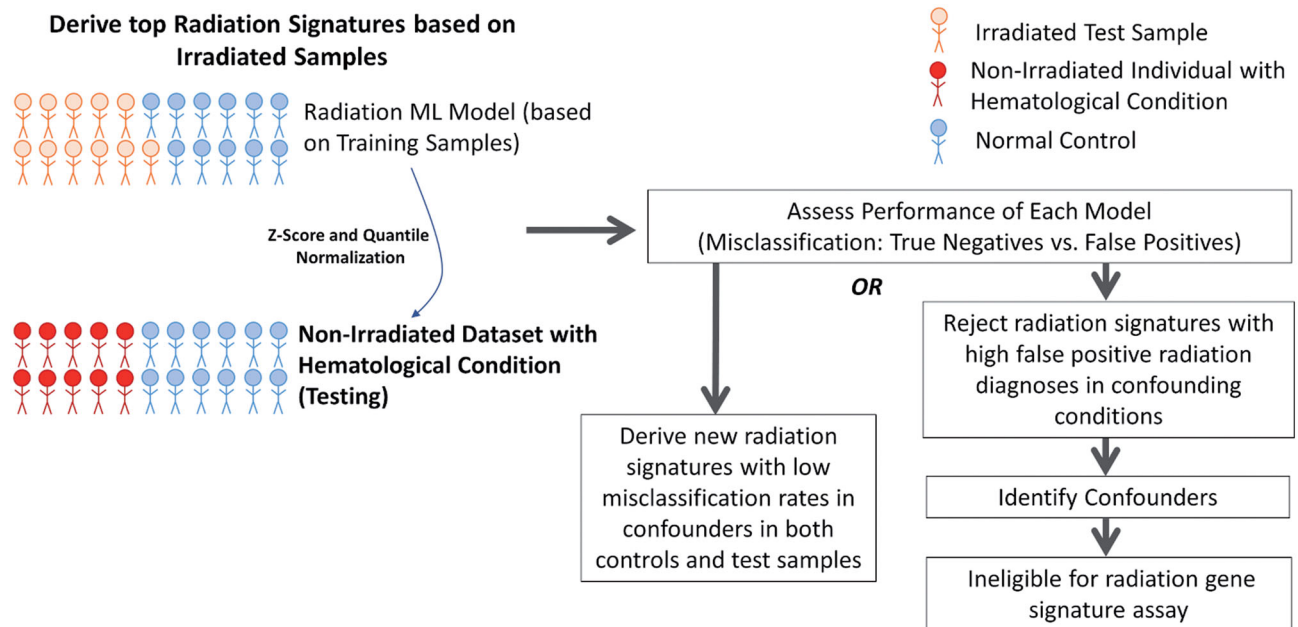 Derive top Radiation Signatures based on
Irradiated Samples
Radiation ML Model (based
on Training Samples)
Z-Score and Quantile
Normalization
Non-Irradiated Dataset with
Hematological Condition
(Testing)
Irradiated Test Sample
Non-Irradiated Individual with
Hematological Condition
Normal Control
Assess Performance of Each Model
(Misclassification: True Negatives vs. False Positives)
OR
Derive new radiation
signatures with low
misclassification rates in
confounders in both
controls and test samples
Reject radiation signatures with
high false positive radiation
diagnoses in confounding
conditions
Identify Confounders
Ineligible for radiation gene
signature assay